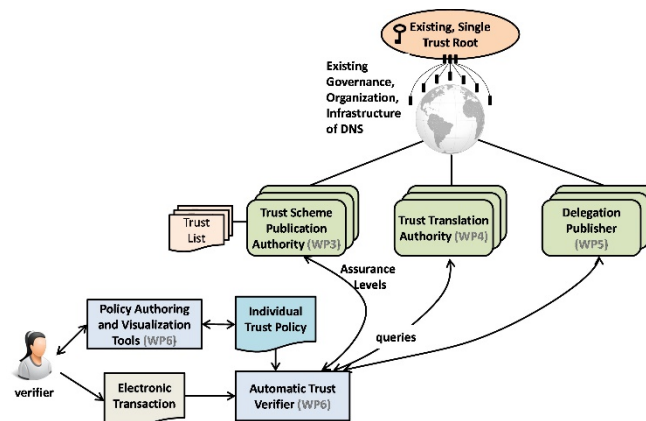 Existing, Single
Trust Root
Existing
Governance,
Organization,
Infrastructure
of DNS
Trust
List
Trust Scheme
Publication
Authority (WP3)
Trust Translation
Authority (WP4)
Delegation
Publisher
(WP5)
Assurance
Levels
Policy Authoring
and Visualization
Tools (WP6)
Individual
Trust Policy
queries
verifier
Electronic
Transaction
Automatic Trust
Verifier (WP6)